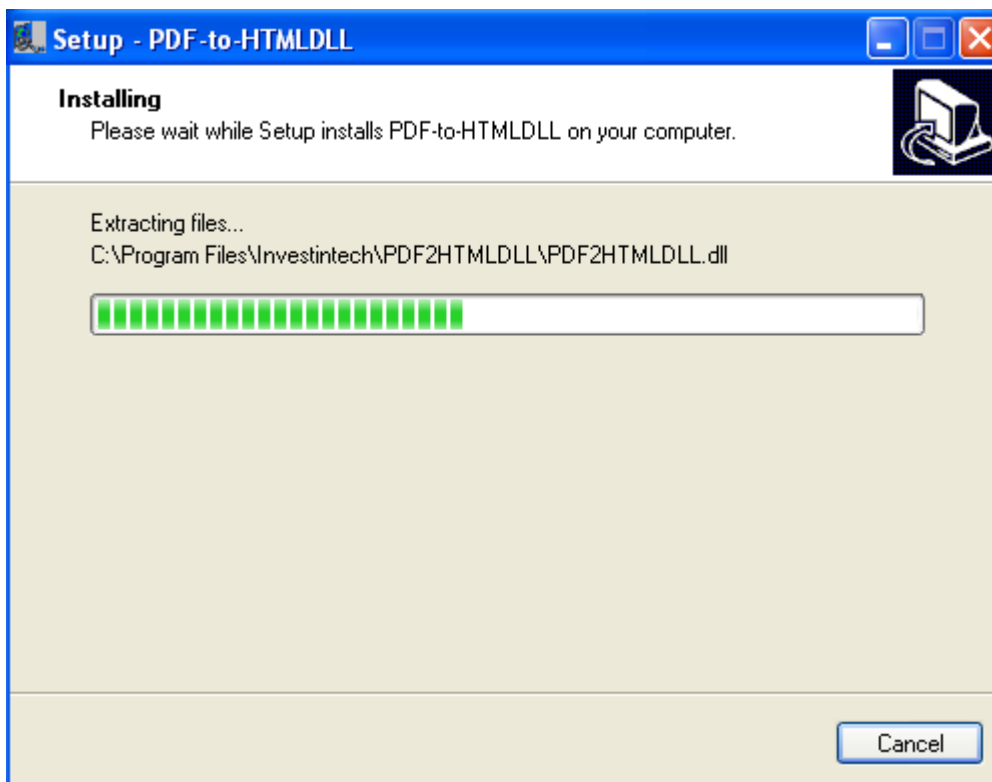 Setup - PDF-to-HTMLDLL
Installing
Please wait while Setup installs PDF-to-HTMLDLL on your computer.
Extracting files...
C:\Program Files\Investintech\PDF2HTMLDLL\PDF2HTMLDLL.dll
Cancel